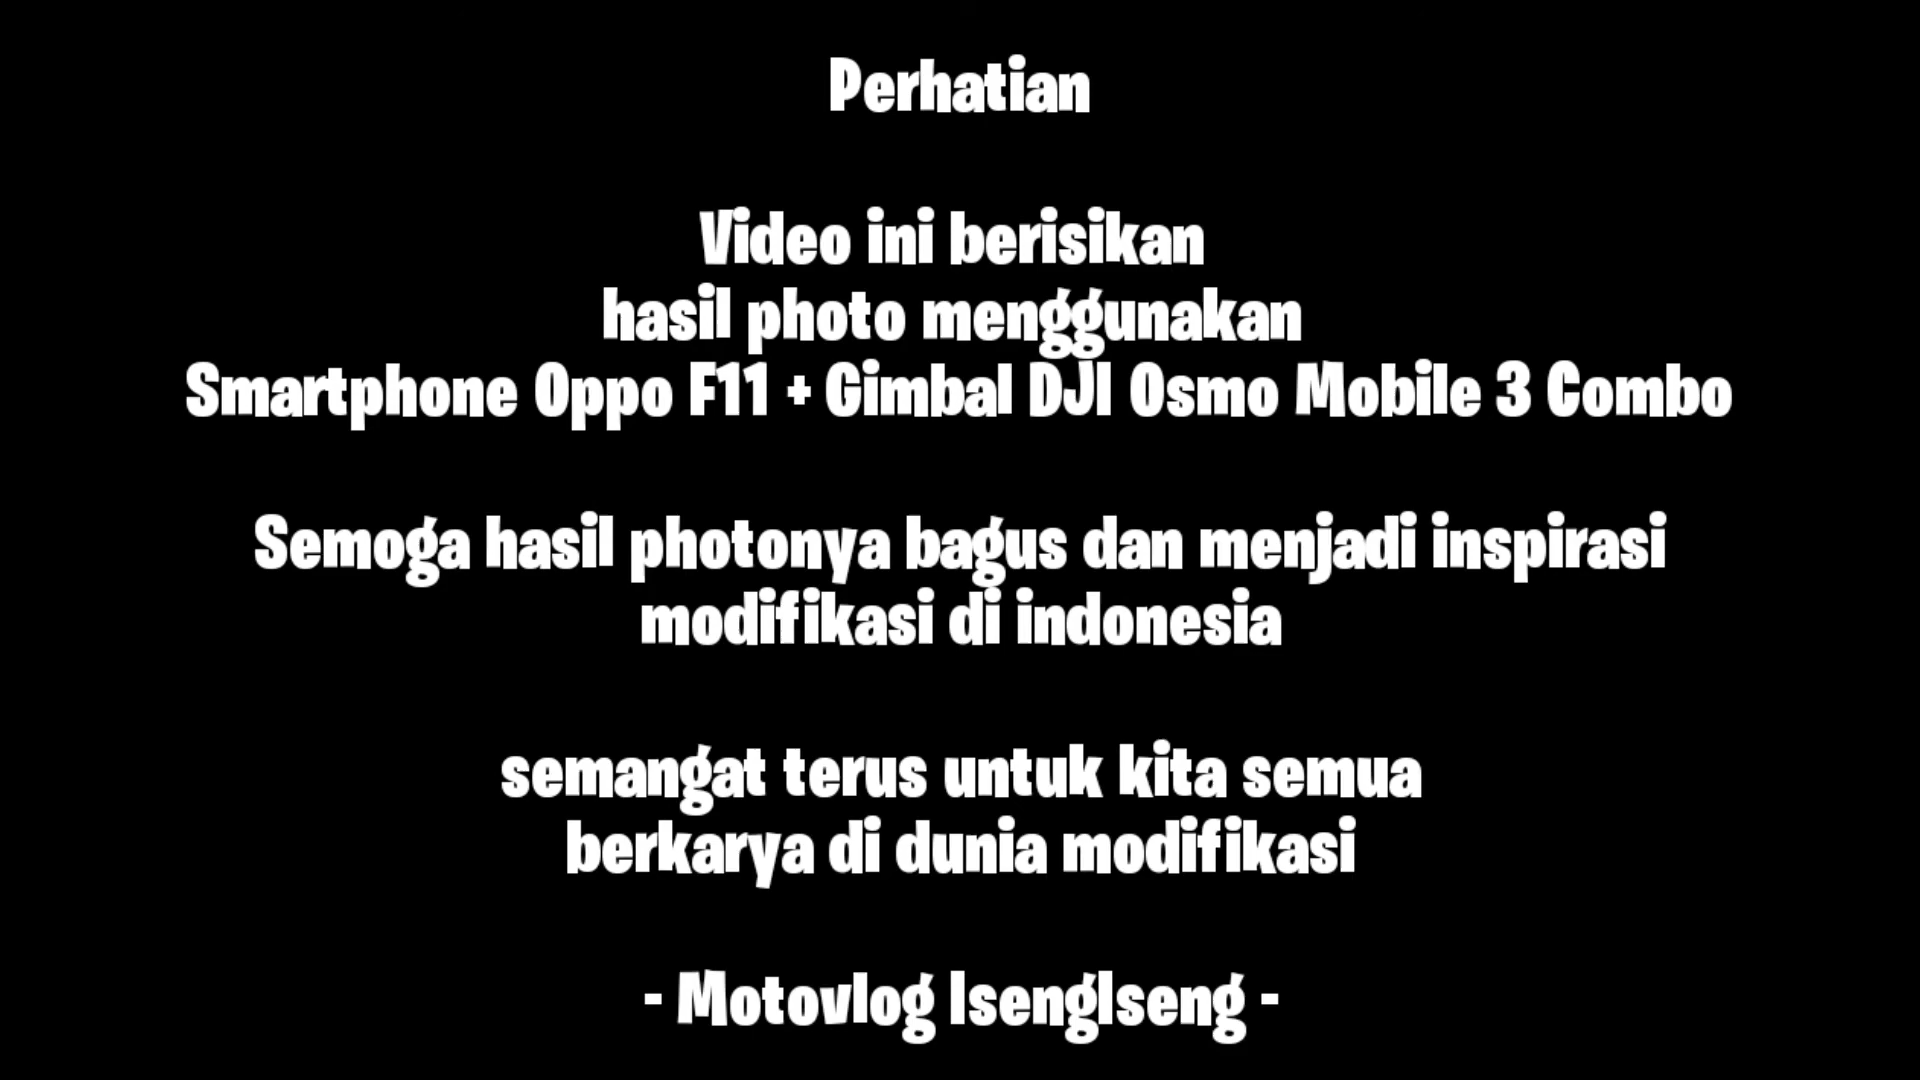 Perhatian
Video ini berisikan
hasil photo menggunakan
Smartphone Oppo F11 + Gimbal DJI Osmo Mobile 3 Combo
Semoga hasil photonya bagus dan menjadi inspirasi
modifikasi di indonesia
semangat terus untuk kita semua
berkarya di dunia modifikasi
- Motovlog IsengIseng -